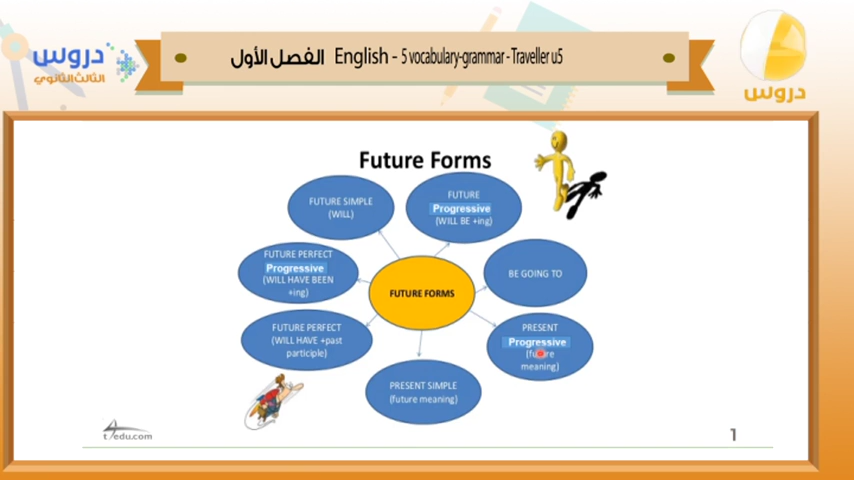 دروس
الثالث الثانوي
الفصل الأول English - 5 vocabulary-grammar - Traveller u5
دروس
Future Forms
FUTURE SIMPLE
(WILL)
FUTURE
Progressive
(WILL BE +ing)
FUTURE PERFECT
Progressive
(WILL HAVE BEEN
+ing)
FUTURE FORMS
BE GOING TO
FUTURE PERFECT
(WILL HAVE +past
participle)
PRESENT
Progressive
(future
meaning)
PRESENT SIMPLE
(future meaning)
t4edu.com
1